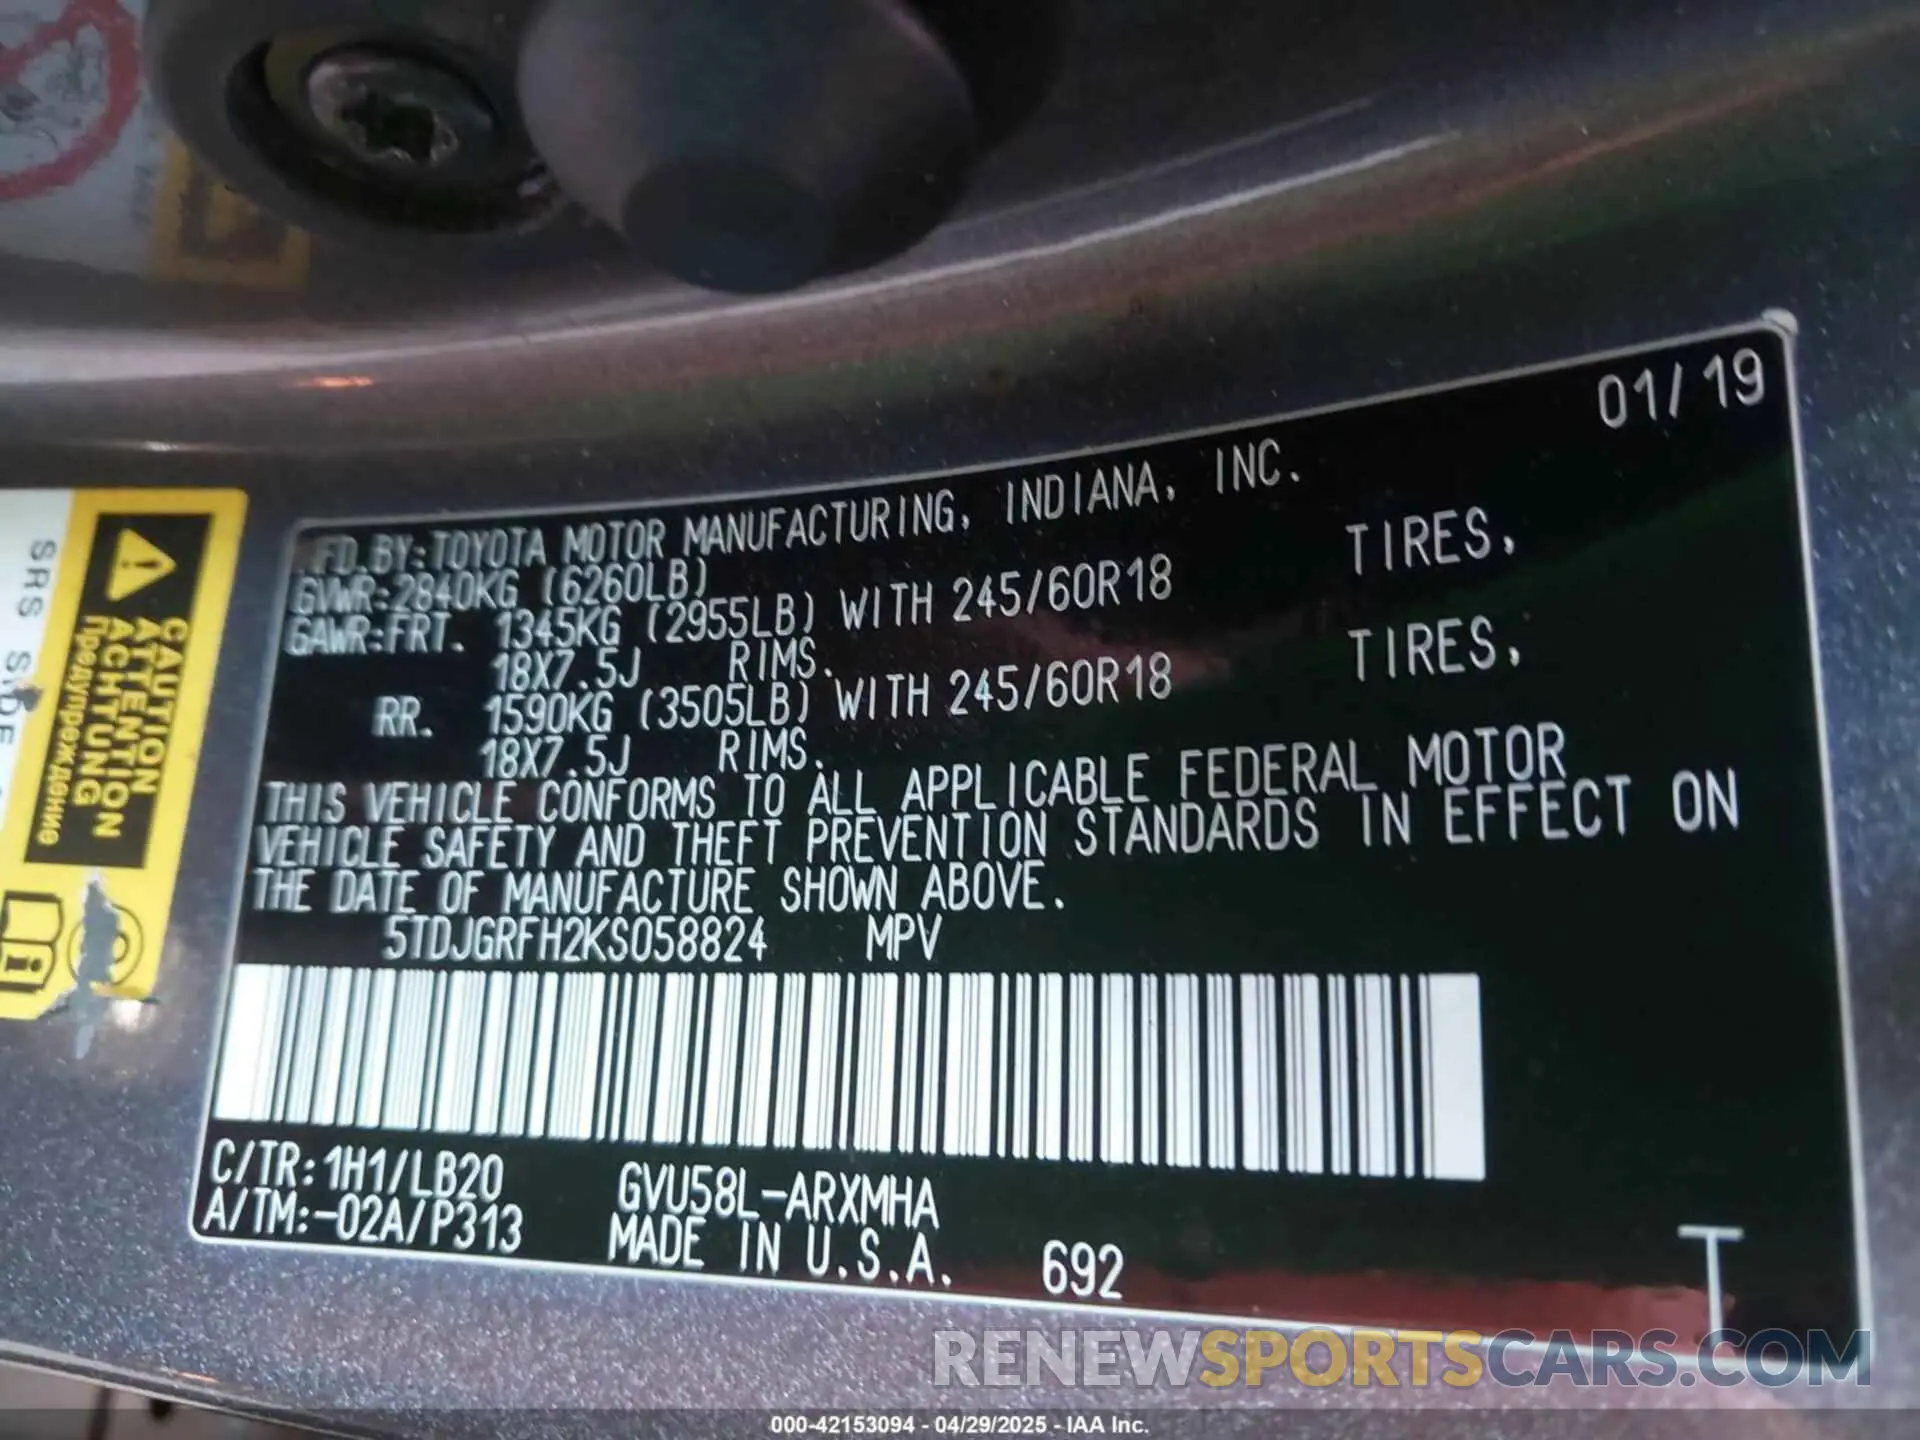 01/19
MFD.BY:TOYOTA MOTOR MANUFACTURING, INDIANA, INC.
GVWR:2840KG (6260LB)
GAWR:FRT. 1345KG (2955LB) WITH 245/60R18 TIRES,
18X7.5J RIMS.
RR. 1590KG (3505LB) WITH 245/60R18 TIRES,
18X7.5J RIMS.
THIS VEHICLE CONFORMS TO ALL APPLICABLE FEDERAL MOTOR
VEHICLE SAFETY AND THEFT PREVENTION STANDARDS IN EFFECT ON
THE DATE OF MANUFACTURE SHOWN ABOVE.
5TDJGRFH2KS058824 MPV
C/TR:1H1/LB20 GVU58L-ARXMHA
A/TM:-02A/P313 MADE IN U.S.A. 692
T
CAUTION
ATTENTION
ACHTUNG
Предупреждение
SRS SIDE
RENEWSPORTSCARS.COM
000-42153094 - 04/29/2025 - IAA Inc.